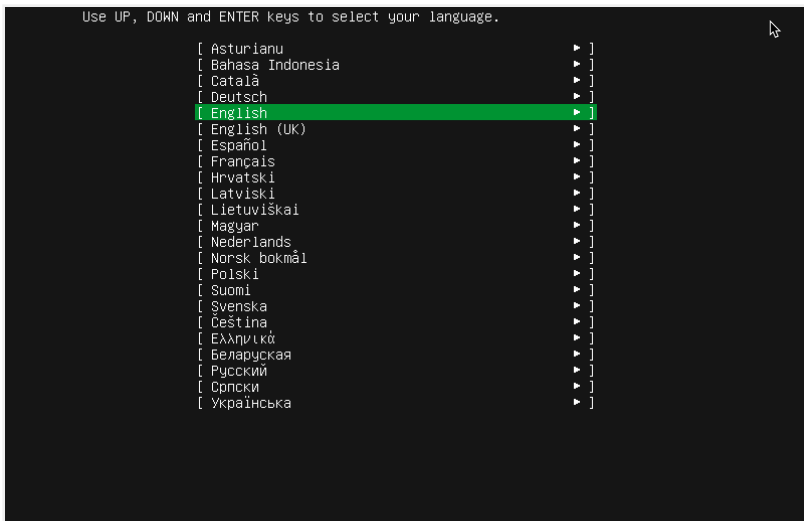 Use UP, DOWN and ENTER keys to select your language.
[ Asturianu ► ]
[ Bahasa Indonesia ► ]
[ Català ► ]
[ Deutsch ► ]
[ English ► ]
[ English (UK) ► ]
[ Español ► ]
[ Français ► ]
[ Hrvatski ► ]
[ Latviski ► ]
[ Lietuviškai ► ]
[ Magyar ► ]
[ Nederlands ► ]
[ Norsk bokmål ► ]
[ Polski ► ]
[ Suomi ► ]
[ Svenska ► ]
[ Čeština ► ]
[ Ελληνικά ► ]
[ Беларуская ► ]
[ Русский ► ]
[ Српски ► ]
[ Українська ► ]